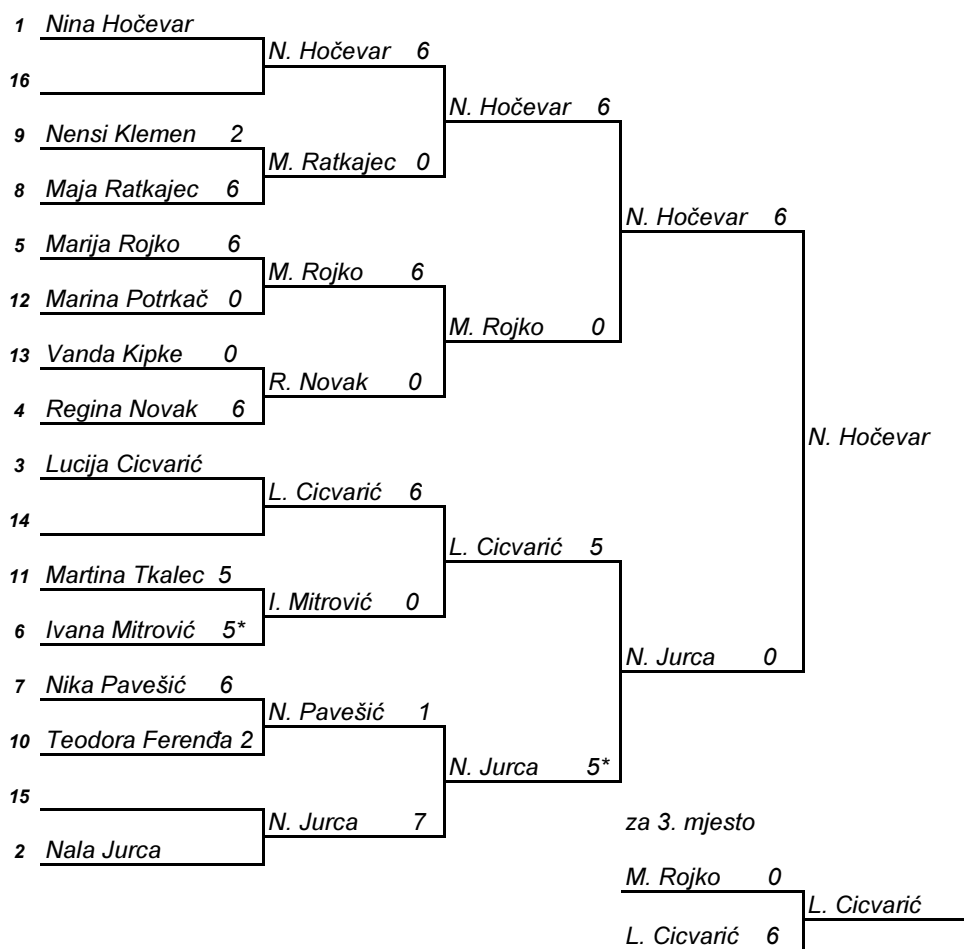 1 Nina Hočevar
N. Hočevar 6
16
N. Hočevar 6
9 Nensi Klemen 2
M. Ratkajec 0
8 Maja Ratkajec 6
N. Hočevar 6
5 Marija Rojko 6
M. Rojko 6
12 Marina Potrkač 0
M. Rojko 0
13 Vanda Kipke 0
R. Novak 0
4 Regina Novak 6
N. Hočevar
3 Lucija Cicvarić
L. Cicvarić 6
14
L. Cicvarić 5
11 Martina Tkalec 5
I. Mitrović 0
6 Ivana Mitrović 5*
N. Jurca 0
7 Nika Pavešić 6
N. Pavešić 1
10 Teodora Ferenđa 2
N. Jurca 5*
15
N. Jurca 7
za 3. mjesto
2 Nala Jurca
M. Rojko 0
L. Cicvarić
L. Cicvarić 6